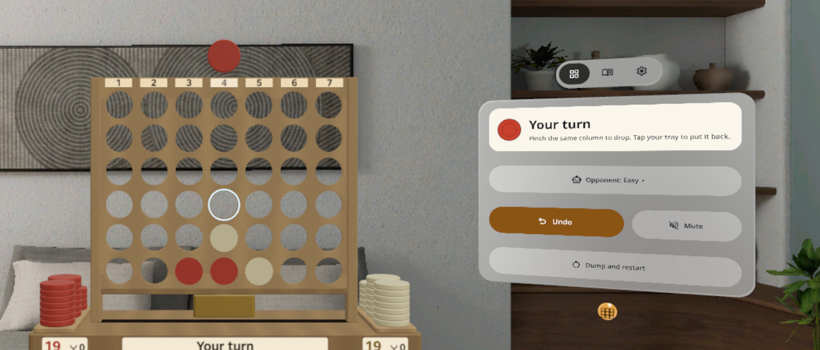 1 2 3 4 5 6 7
Your turn
Pinch the same column to drop. Tap your tray to put it back.
Opponent: Easy
Undo
Mute
Dump and restart
19 ×0
Your turn
19 ×0